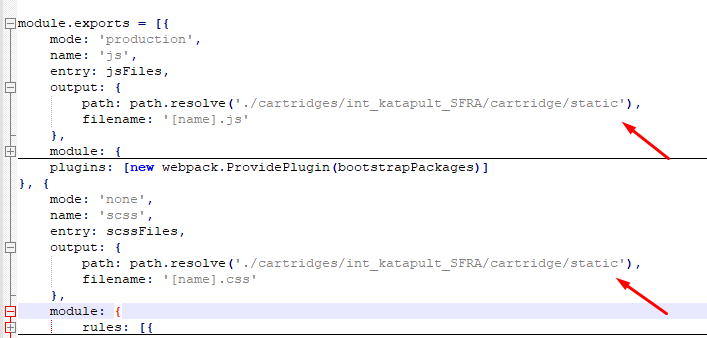 module.exports = [{
mode: 'production',
name: 'js',
entry: jsFiles,
output: {
path: path.resolve('./cartridges/int_katapult_SFRA/cartridge/static'),
filename: '[name].js'
},
module: {
plugins: [new webpack.ProvidePlugin(bootstrapPackages)]
}, {
mode: 'none',
name: 'scss',
entry: scssFiles,
output: {
path: path.resolve('./cartridges/int_katapult_SFRA/cartridge/static'),
filename: '[name].css'
},
module: {
rules: [{